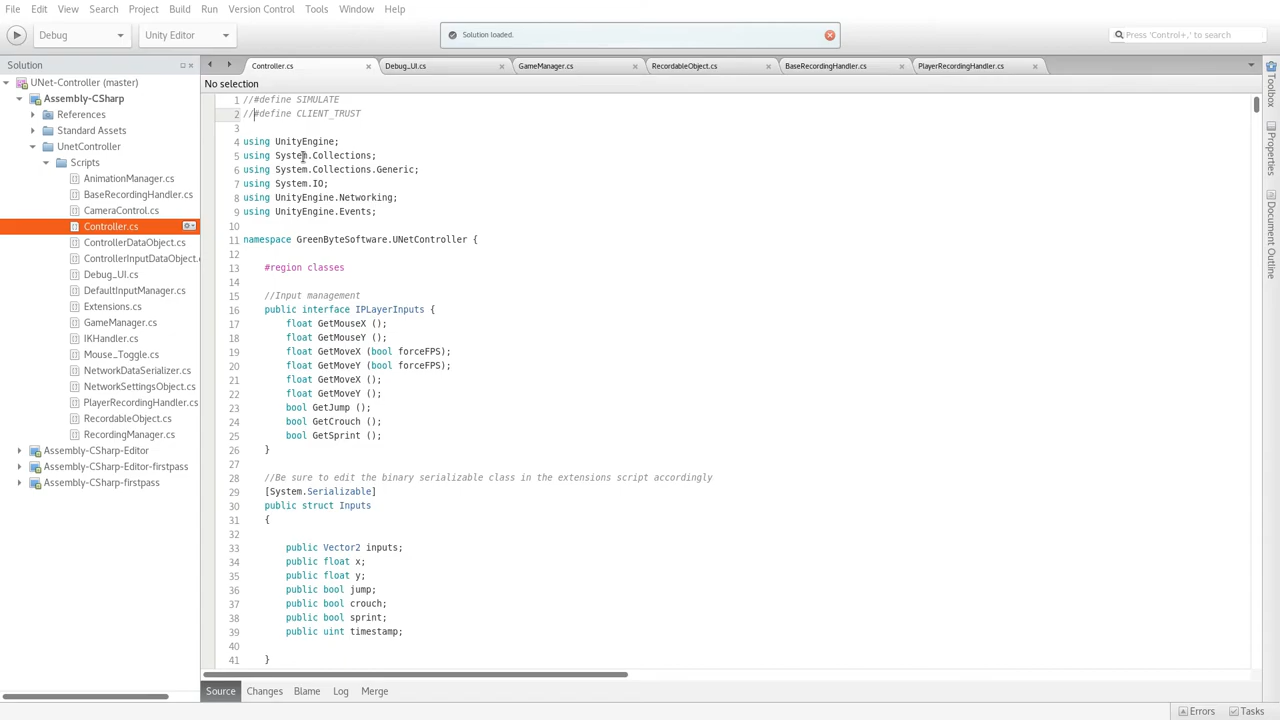 File Edit View Search Project Build Run Version Control Tools Window Help
Debug
Unity Editor
Solution loaded.
Press 'Control+,' to search
Solution
UNet-Controller (master)
Assembly-CSharp
References
Standard Assets
UnetController
Scripts
AnimationManager.cs
BaseRecordingHandler.cs
CameraControl.cs
Controller.cs
ControllerDataObject.cs
ControllerInputDataObject.
Debug_UI.cs
DefaultInputManager.cs
Extensions.cs
GameManager.cs
IKHandler.cs
Mouse_Toggle.cs
NetworkDataSerializer.cs
NetworkSettingsObject.cs
PlayerRecordingHandler.cs
RecordableObject.cs
RecordingManager.cs
Assembly-CSharp-Editor
Assembly-CSharp-Editor-firstpass
Assembly-CSharp-firstpass
Controller.cs
Debug_UI.cs
GameManager.cs
RecordableObject.cs
BaseRecordingHandler.cs
PlayerRecordingHandler.cs
No selection
1 //#define SIMULATE
2 //#define CLIENT_TRUST
3
4 using UnityEngine;
5 using System.Collections;
6 using System.Collections.Generic;
7 using System.IO;
8 using UnityEngine.Networking;
9 using UnityEngine.Events;
10
11 namespace GreenByteSoftware.UNetController {
12
13 #region classes
14
15 //Input management
16 public interface IPLayerInputs {
17 float GetMouseX ();
18 float GetMouseY ();
19 float GetMoveX (bool forceFPS);
20 float GetMoveY (bool forceFPS);
21 float GetMoveX ();
22 float GetMoveY ();
23 bool GetJump ();
24 bool GetCrouch ();
25 bool GetSprint ();
26 }
27
28 //Be sure to edit the binary serializable class in the extensions script accordingly
29 [System.Serializable]
30 public struct Inputs
31 {
32
33 public Vector2 inputs;
34 public float x;
35 public float y;
36 public bool jump;
37 public bool crouch;
38 public bool sprint;
39 public uint timestamp;
40
41 }
Source Changes Blame Log Merge
Toolbox
Properties
Document Outline
Errors Tasks